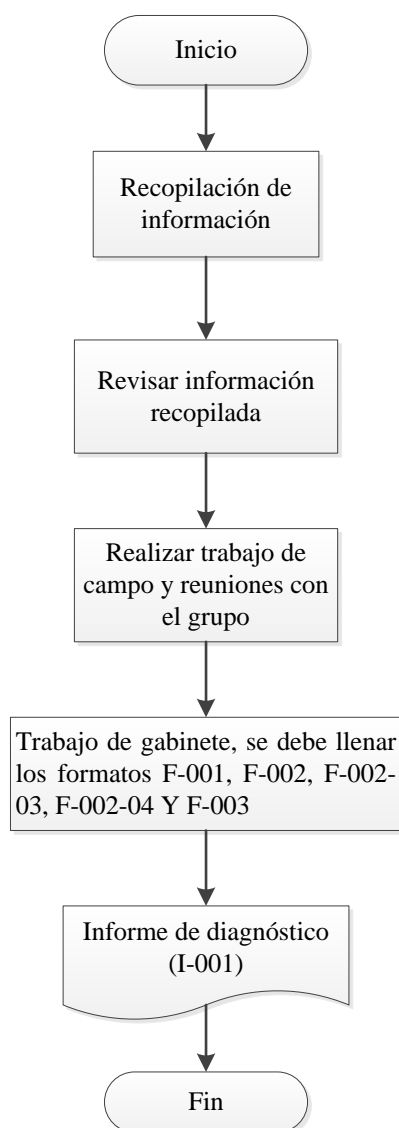 Inicio
Recopilación de
información
Revisar información
recopilada
Realizar trabajo de
campo y reuniones con
el grupo
Trabajo de gabinete, se debe llenar
los formatos F-001, F-002, F-002-
03, F-002-04 Y F-003
Informe de diagnóstico
(I-001)
Fin